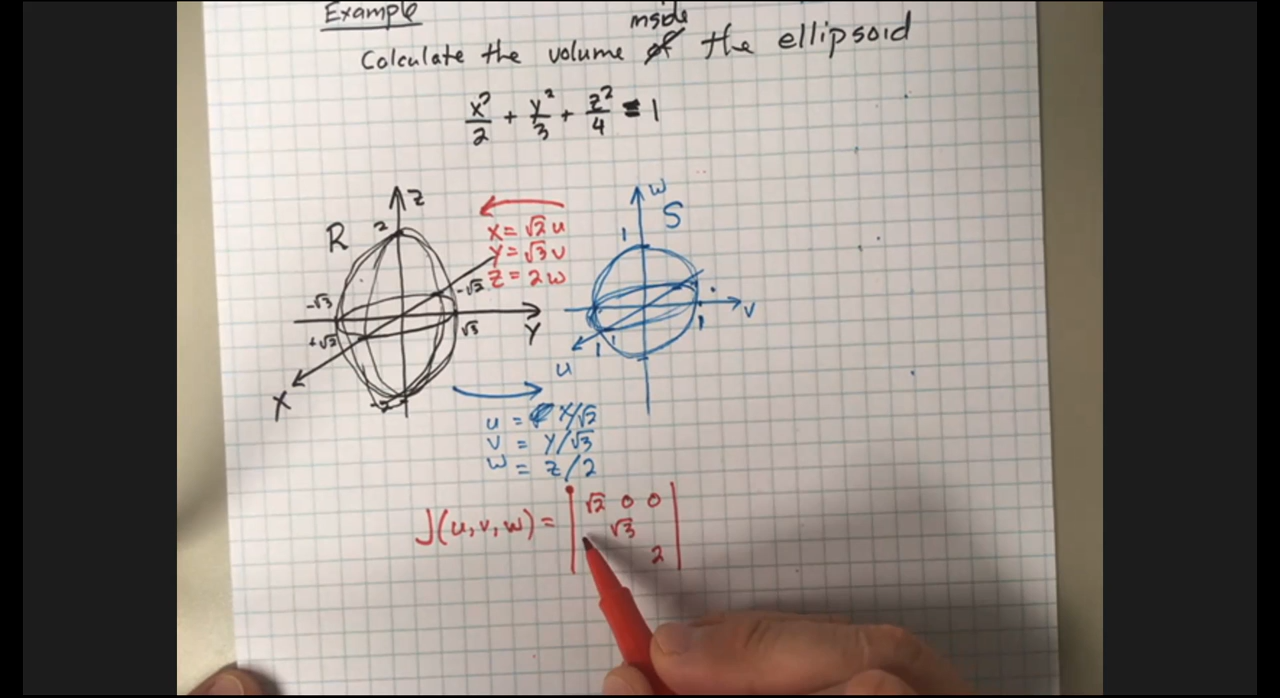 Example
inside
Calculate the volume of the ellipsoid
x²/2 + y²/3 + z²/4 = 1
z
R
2
x = √2 u
y = √3 v
z = 2w
-√3
-√2
+√2
√3
y
x
-2
w
S
1
v
1
1
u
u = x/√2
v = y/√3
w = z/2
J(u,v,w) = | √2 0 0
√3
2 |